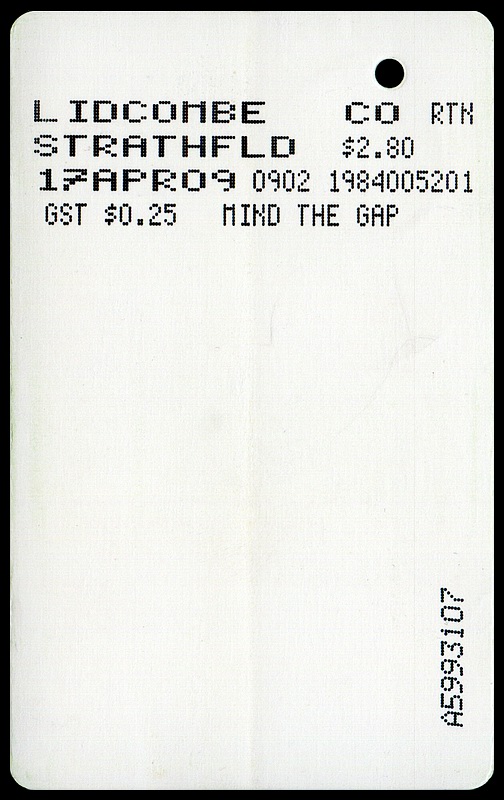 LIDCOMBE CO RTN
STRATHFLD $2.80
17APR09 0902 1984005201
GST $0.25 MIND THE GAP
A5993107